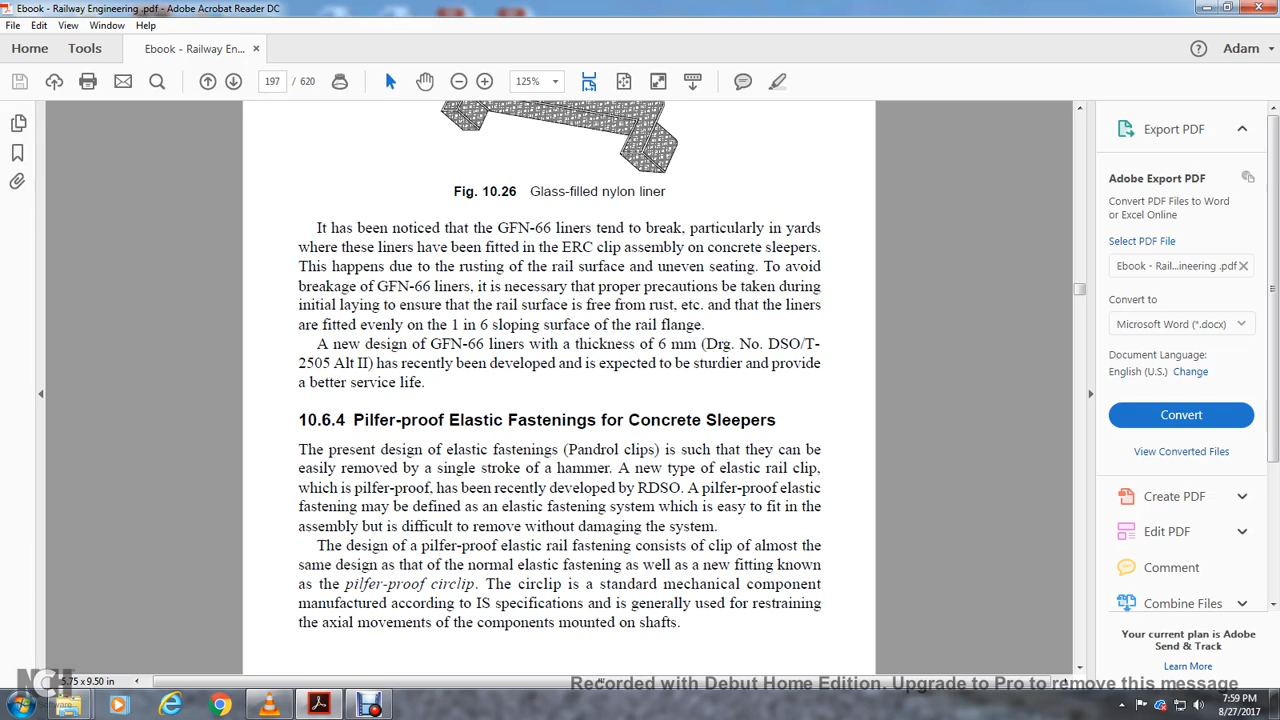 Ebook - Railway Engineering .pdf - Adobe Acrobat Reader DC
File Edit View Window Help
Home Tools Ebook - Railway En... × Adam
197 / 620 125%
Fig. 10.26 Glass-filled nylon liner
It has been noticed that the GFN-66 liners tend to break, particularly in yards
where these liners have been fitted in the ERC clip assembly on concrete sleepers.
This happens due to the rusting of the rail surface and uneven seating. To avoid
breakage of GFN-66 liners, it is necessary that proper precautions be taken during
initial laying to ensure that the rail surface is free from rust, etc. and that the liners
are fitted evenly on the 1 in 6 sloping surface of the rail flange.
A new design of GFN-66 liners with a thickness of 6 mm (Drg. No. DSO/T-
2505 Alt II) has recently been developed and is expected to be sturdier and provide
a better service life.
10.6.4 Pilfer-proof Elastic Fastenings for Concrete Sleepers
The present design of elastic fastenings (Pandrol clips) is such that they can be
easily removed by a single stroke of a hammer. A new type of elastic rail clip,
which is pilfer-proof, has been recently developed by RDSO. A pilfer-proof elastic
fastening may be defined as an elastic fastening system which is easy to fit in the
assembly but is difficult to remove without damaging the system.
The design of a pilfer-proof elastic rail fastening consists of clip of almost the
same design as that of the normal elastic fastening as well as a new fitting known
as the pilfer-proof circlip. The circlip is a standard mechanical component
manufactured according to IS specifications and is generally used for restraining
the axial movements of the components mounted on shafts.
Export PDF
Adobe Export PDF
Convert PDF Files to Word
or Excel Online
Select PDF File
Ebook - Rail...ineering .pdf ×
Convert to
Microsoft Word (*.docx)
Document Language:
English (U.S.) Change
Convert
View Converted Files
Create PDF
Edit PDF
Comment
Combine Files
Your current plan is Adobe
Send & Track
Learn More
5.75 x 9.50 in
NCH
Software
Recorded with Debut Home Edition. Upgrade to Pro to remove this message
7:59 PM
8/27/2017